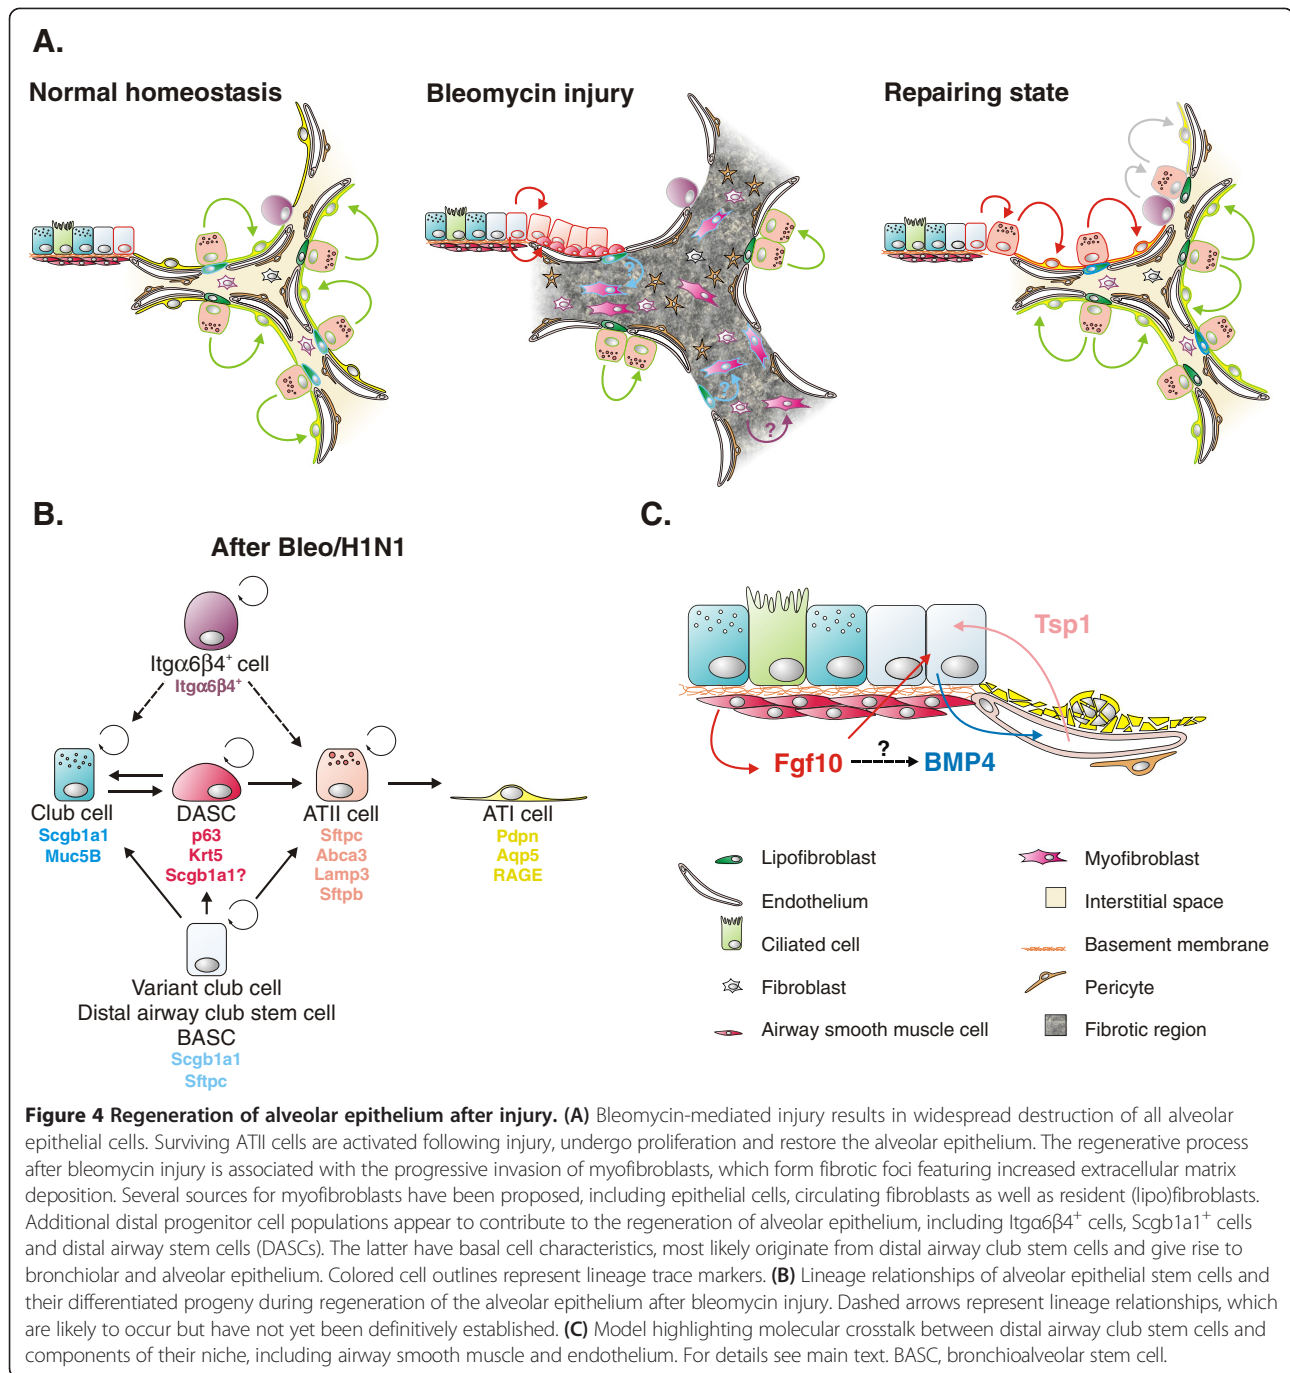 A.
Normal homeostasis
Bleomycin injury
Repairing state
?
?
?
B.
After Bleo/H1N1
Itgα6β4⁺ cell
Itgα6β4⁺
Club cell
Scgb1a1
Muc5B
DASC
p63
Krt5
Scgb1a1?
ATII cell
Sftpc
Abca3
Lamp3
Sftpb
ATI cell
Pdpn
Aqp5
RAGE
Variant club cell
Distal airway club stem cell
BASC
Scgb1a1
Sftpc
C.
Tsp1
Fgf10
?
BMP4
Lipofibroblast
Endothelium
Ciliated cell
Fibroblast
Airway smooth muscle cell
Myofibroblast
Interstitial space
Basement membrane
Pericyte
Fibrotic region
Figure 4 Regeneration of alveolar epithelium after injury. (A) Bleomycin-mediated injury results in widespread destruction of all alveolar
epithelial cells. Surviving ATII cells are activated following injury, undergo proliferation and restore the alveolar epithelium. The regenerative process
after bleomycin injury is associated with the progressive invasion of myofibroblasts, which form fibrotic foci featuring increased extracellular matrix
deposition. Several sources for myofibroblasts have been proposed, including epithelial cells, circulating fibroblasts as well as resident (lipo)fibroblasts.
Additional distal progenitor cell populations appear to contribute to the regeneration of alveolar epithelium, including Itgα6β4⁺ cells, Scgb1a1⁺ cells
and distal airway stem cells (DASCs). The latter have basal cell characteristics, most likely originate from distal airway club stem cells and give rise to
bronchiolar and alveolar epithelium. Colored cell outlines represent lineage trace markers. (B) Lineage relationships of alveolar epithelial stem cells and
their differentiated progeny during regeneration of the alveolar epithelium after bleomycin injury. Dashed arrows represent lineage relationships, which
are likely to occur but have not yet been definitively established. (C) Model highlighting molecular crosstalk between distal airway club stem cells and
components of their niche, including airway smooth muscle and endothelium. For details see main text. BASC, bronchioalveolar stem cell.